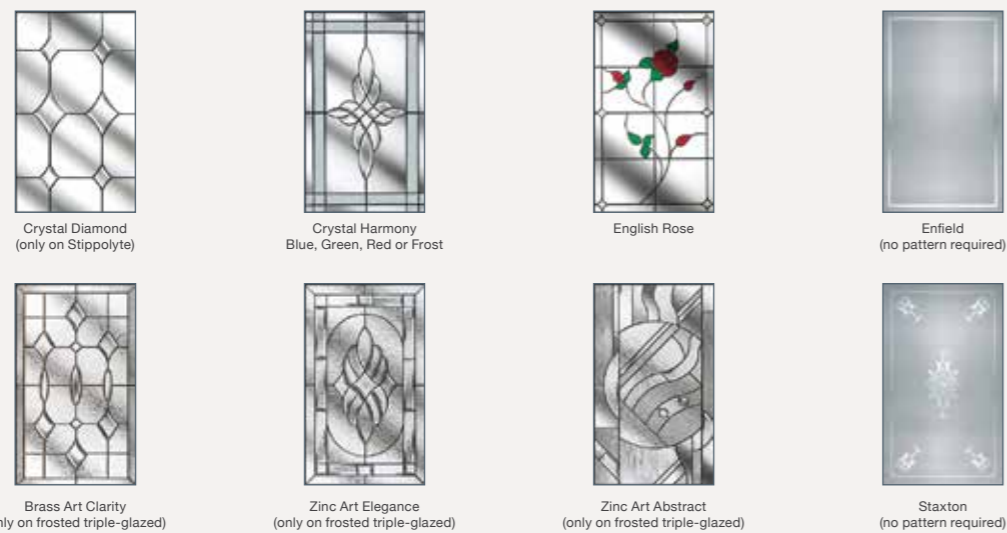 Crystal Diamond
(only on Stippolyte)
Crystal Harmony
Blue, Green, Red or Frost
English Rose
Enfield
(no pattern required)
Brass Art Clarity
only on frosted triple-glazed)
Zinc Art Elegance
(only on frosted triple-glazed)
Zinc Art Abstract
(only on frosted triple-glazed)
Staxton
(no pattern required)